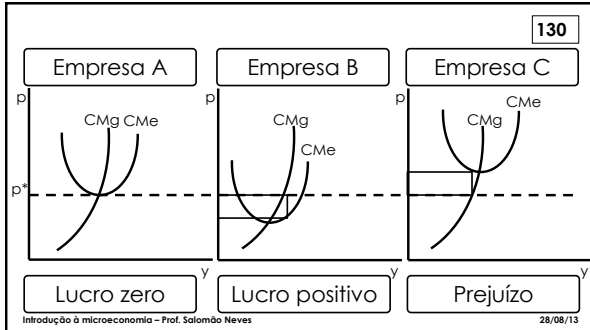 130
Empresa A
Empresa B
Empresa C
p
CMg CMe
p*
y
p
CMg
CMe
y
p
CMg
CMe
y
Lucro zero
Lucro positivo
Prejuízo
Introdução à microeconomia – Prof. Salomão Neves
28/08/13